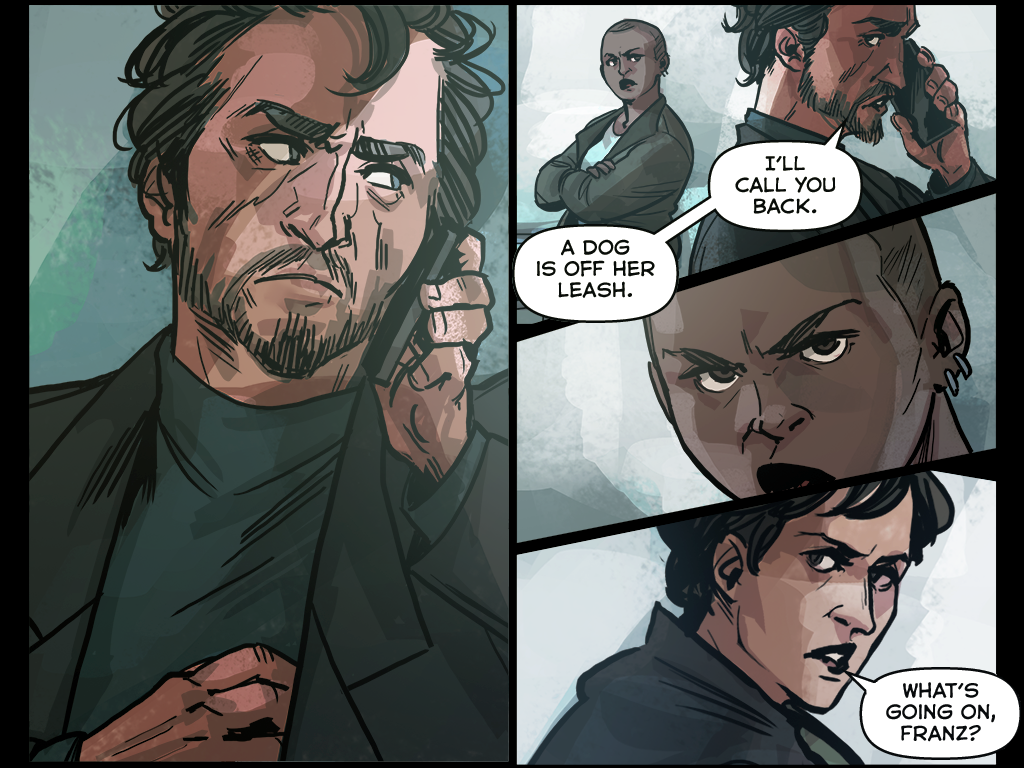 I'LL
CALL YOU
BACK.
A DOG
IS OFF HER
LEASH.
WHAT'S
GOING ON,
FRANZ?